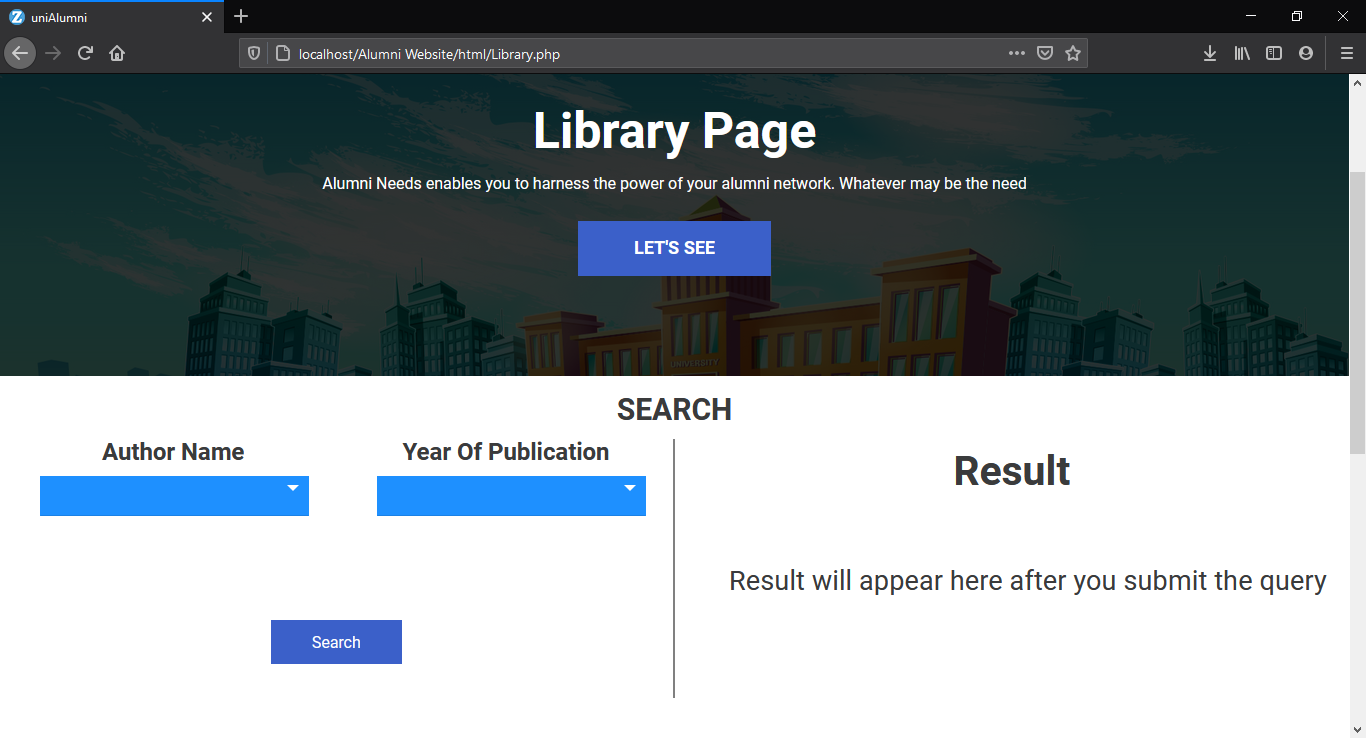 uniAlumni
localhost/Alumni Website/html/Library.php
Library Page
Alumni Needs enables you to harness the power of your alumni network. Whatever may be the need
LET'S SEE
UNIVERSITY
SEARCH
Author Name
Year Of Publication
Search
Result
Result will appear here after you submit the query